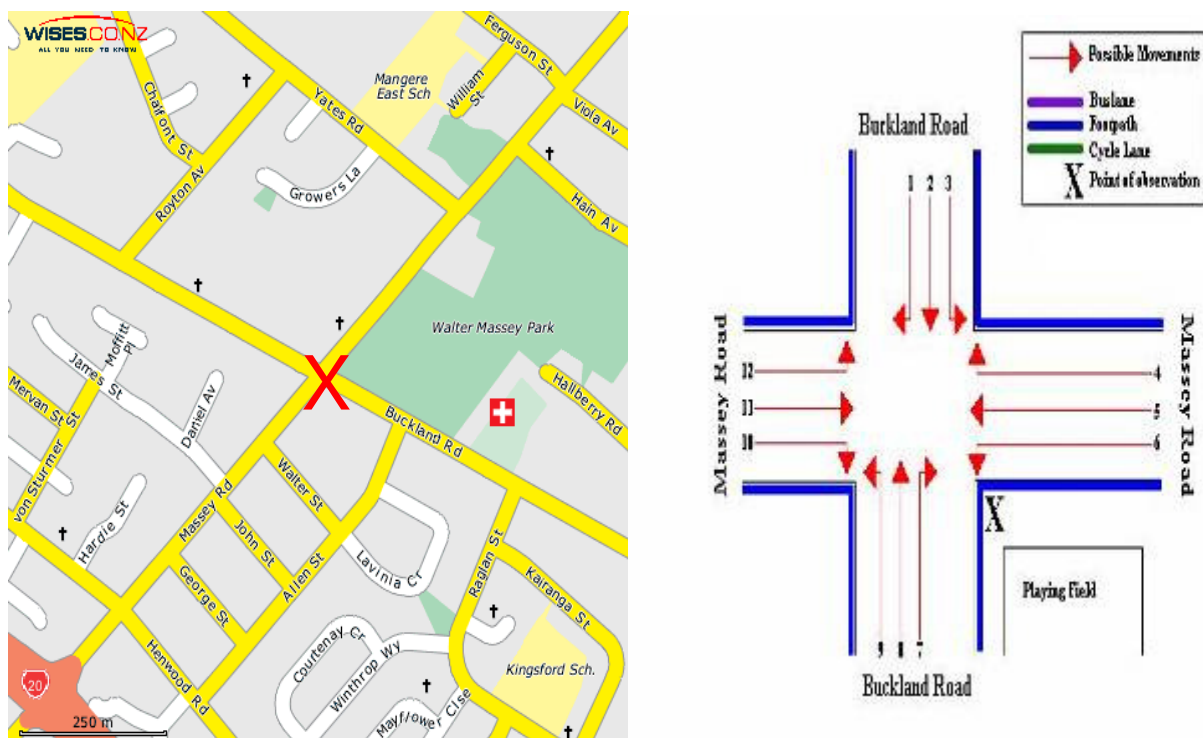 WISES.CO.NZ
ALL YOU NEED TO KNOW
Ferguson St
Chalfont St
Mangere
East Sch
William
St
Yates Rd
Viola Av
Royton Av
Growers La
Hain Av
Walter Massey Park
Moffitt
Pl
James St
Mervan St
Daniel Av
Hallberry Rd
Buckland Rd
von Sturmer
St
Massey Rd
Walter St
Hardie St
John St
Allen St
Lavinia Cr
Raglan St
Kairanga St
George St
Courtenay Cr
Winthrop Wy
Henwood Rd
Kingsford Sch.
Mayflower Clse
20
250 m
X
Possible Movements
Buslane
Footpath
Cycle Lane
X Point of observation
Buckland Road
1 2 3
Massey Road
12
11
10
4
5
6
Massey Road
X
Playing Field
9 8 7
Buckland Road